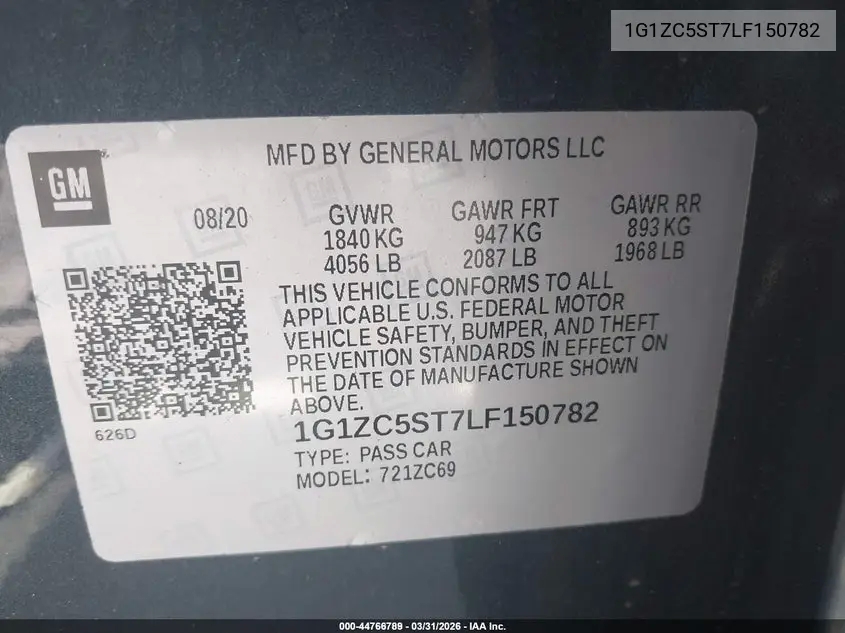 1G1ZC5ST7LF150782
MFD BY GENERAL MOTORS LLC
GM
08/20
GVWR
1840 KG
4056 LB
GAWR FRT
947 KG
2087 LB
GAWR RR
893 KG
1968 LB
THIS VEHICLE CONFORMS TO ALL
APPLICABLE U.S. FEDERAL MOTOR
VEHICLE SAFETY, BUMPER, AND THEFT
PREVENTION STANDARDS IN EFFECT ON
THE DATE OF MANUFACTURE SHOWN
ABOVE.
626D
1G1ZC5ST7LF150782
TYPE: PASS CAR
MODEL: 721ZC69
000-44766789 - 03/31/2026 - IAA Inc.